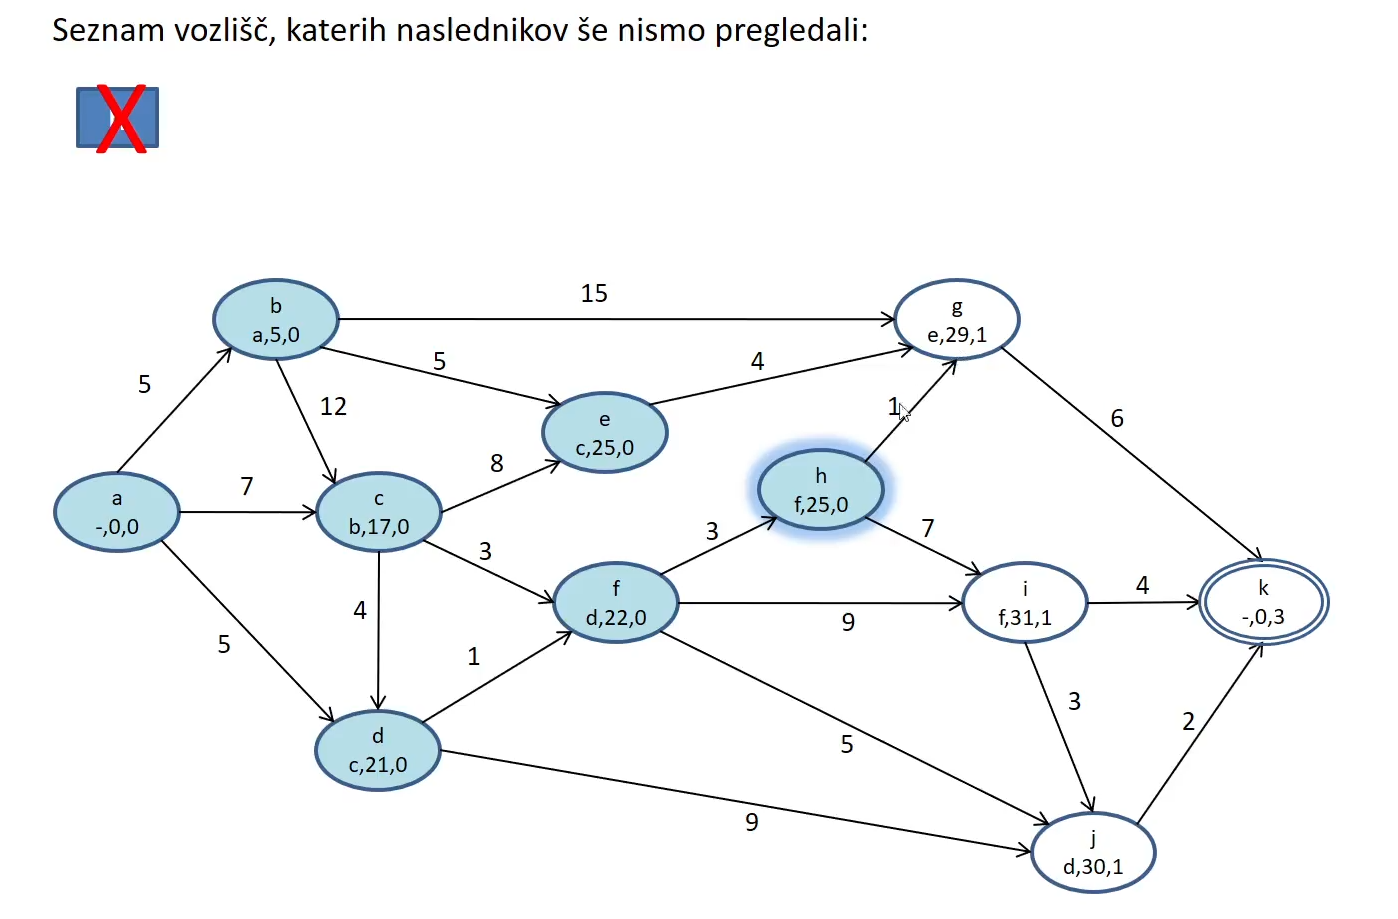 Seznam vozlišč, katerih naslednikov še nismo pregledali:
b
a,5,0
15
g
e,29,1
5
5
4
12
1
6
e
c,25,0
8
h
f,25,0
a
-,0,0
7
c
b,17,0
3
3
7
f
d,22,0
9
i
f,31,1
4
k
-,0,3
4
5
1
5
3
2
d
c,21,0
9
j
d,30,1